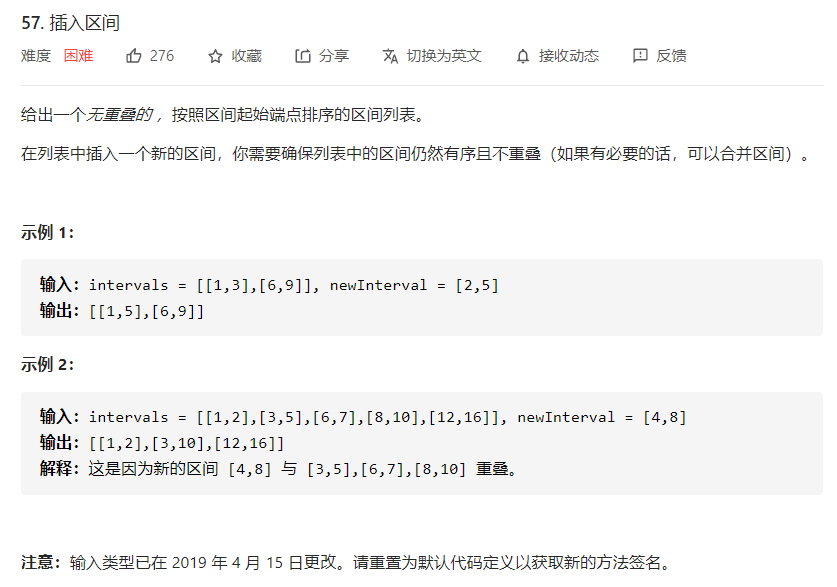 57. 插入区间
难度 困难 276 收藏 分享 切换为英文 接收动态 反馈
给出一个无重叠的 ，按照区间起始端点排序的区间列表。
在列表中插入一个新的区间，你需要确保列表中的区间仍然有序且不重叠（如果有必要的话，可以合并区间）。
示例 1：
输入：intervals = [[1,3],[6,9]], newInterval = [2,5]
输出：[[1,5],[6,9]]
示例 2：
输入：intervals = [[1,2],[3,5],[6,7],[8,10],[12,16]], newInterval = [4,8]
输出：[[1,2],[3,10],[12,16]]
解释：这是因为新的区间 [4,8] 与 [3,5],[6,7],[8,10] 重叠。
注意：输入类型已在 2019 年 4 月 15 日更改。请重置为默认代码定义以获取新的方法签名。